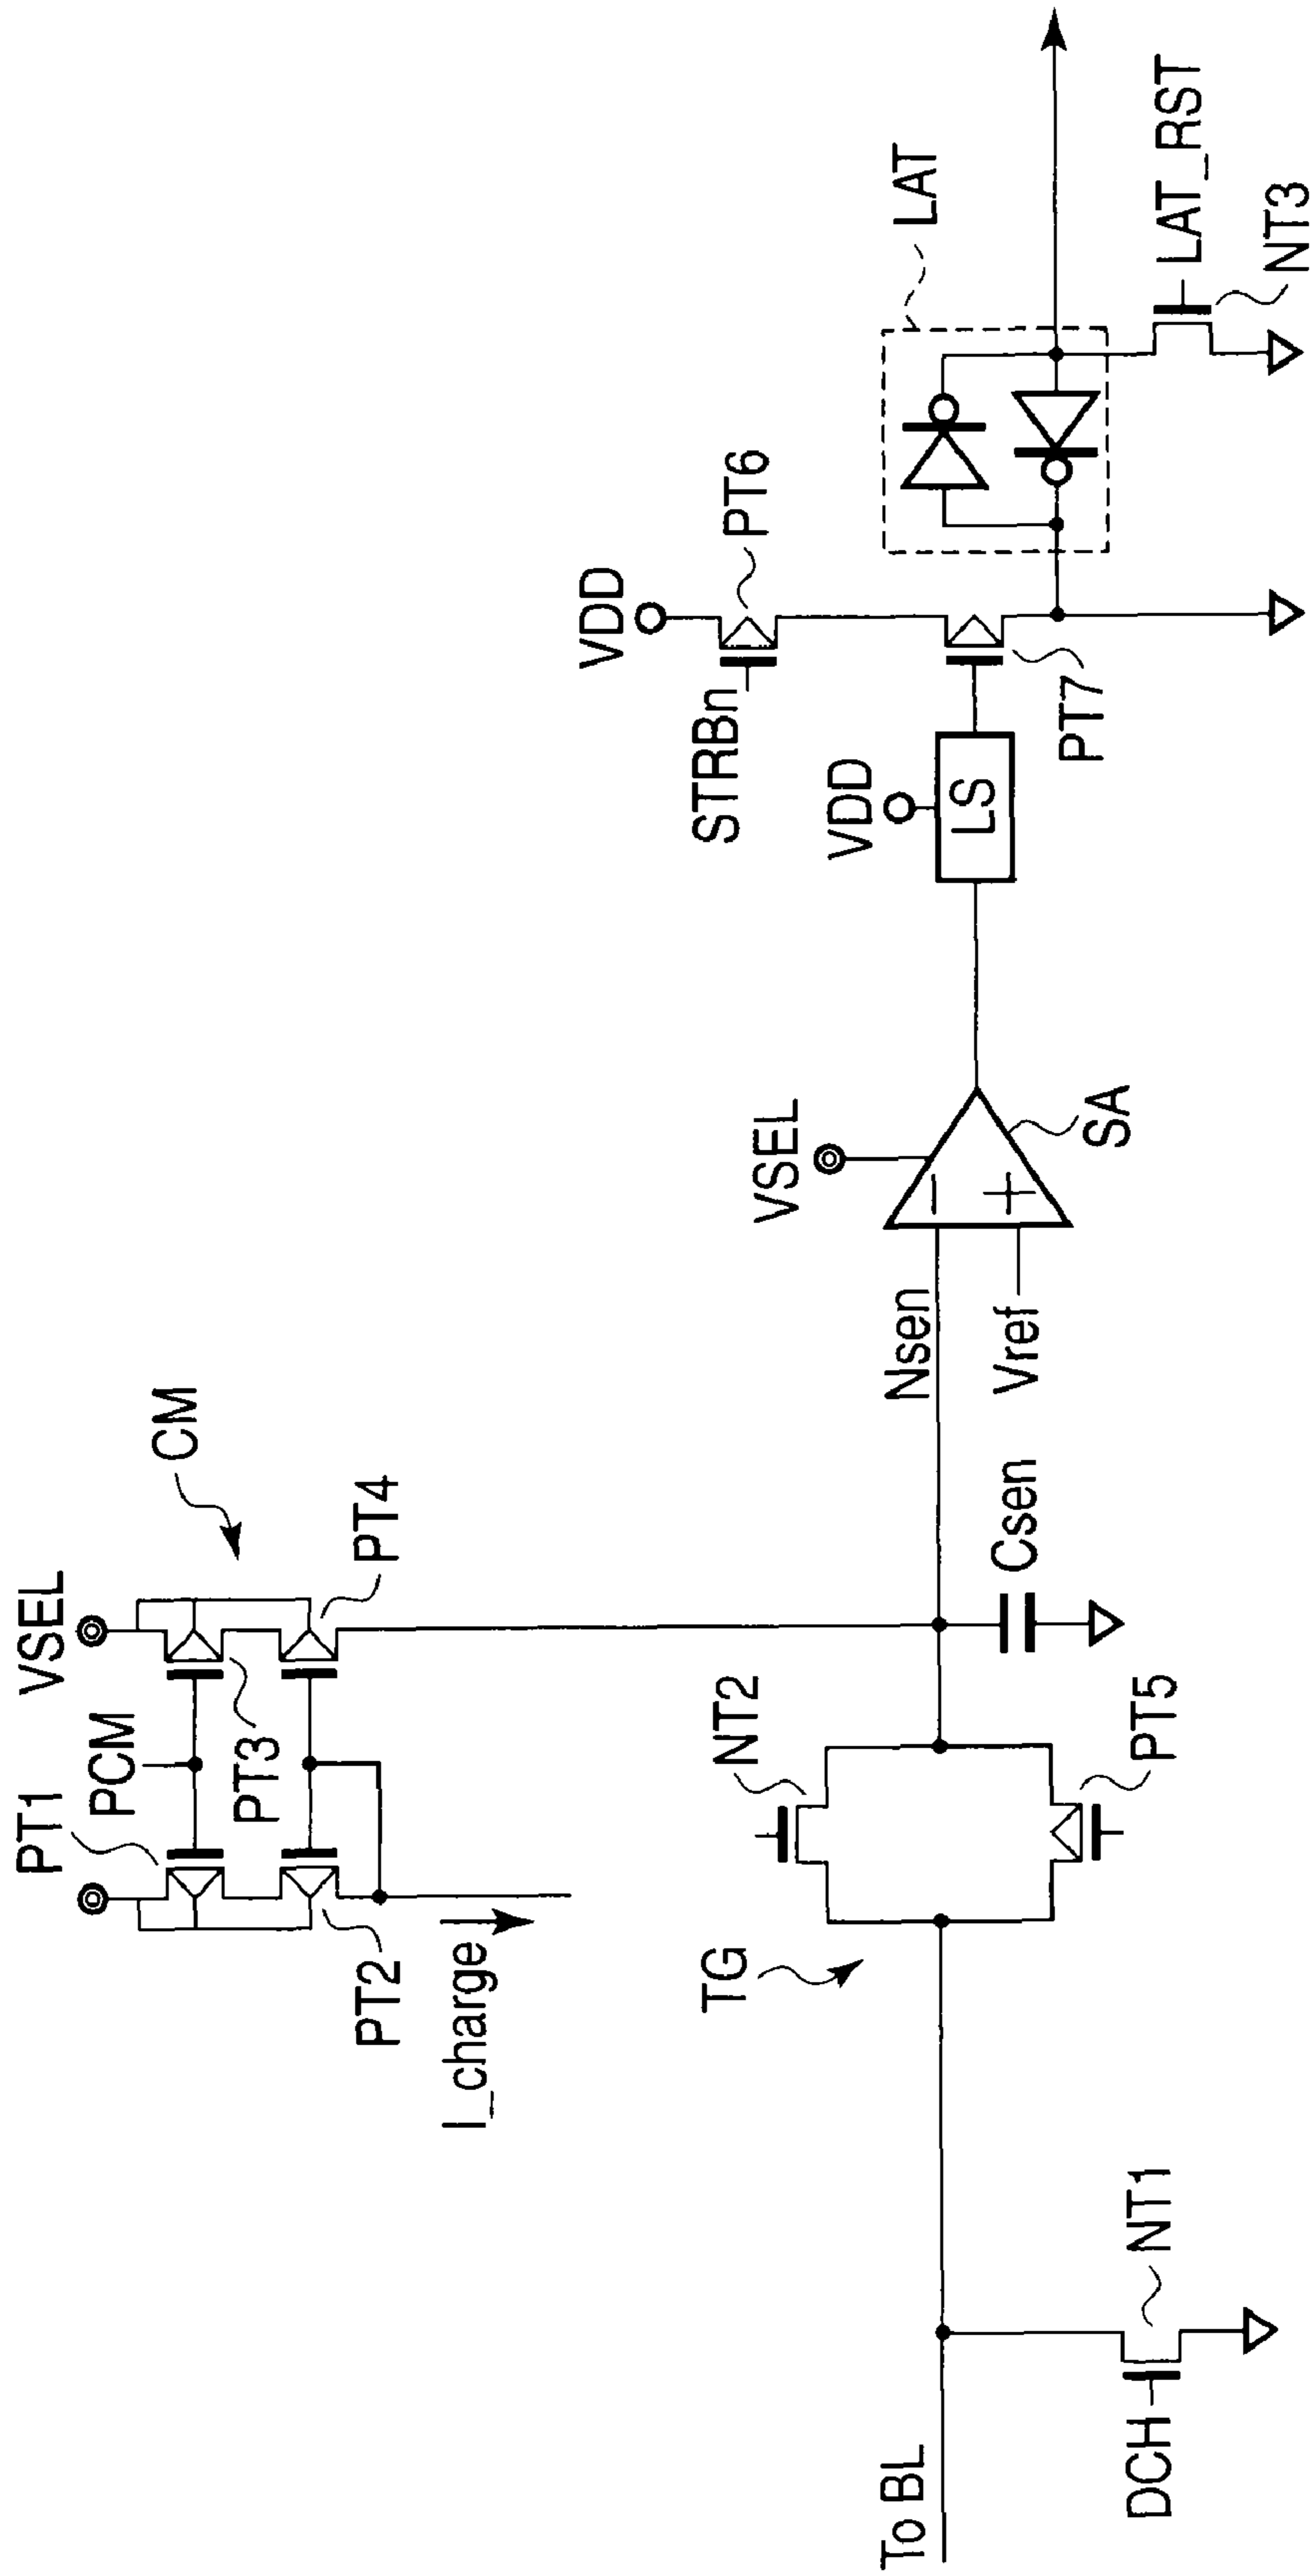 VSEL
PT1
PCM
CM
PT3
PT4
PT2
I_charge
VDD
PT6
STRBn
LAT
TG
NT2
VSEL
VDD
LS
Nsen
To BL
Vref
Csen
SA
PT7
LAT_RST
PT5
DCH
NT1
NT3